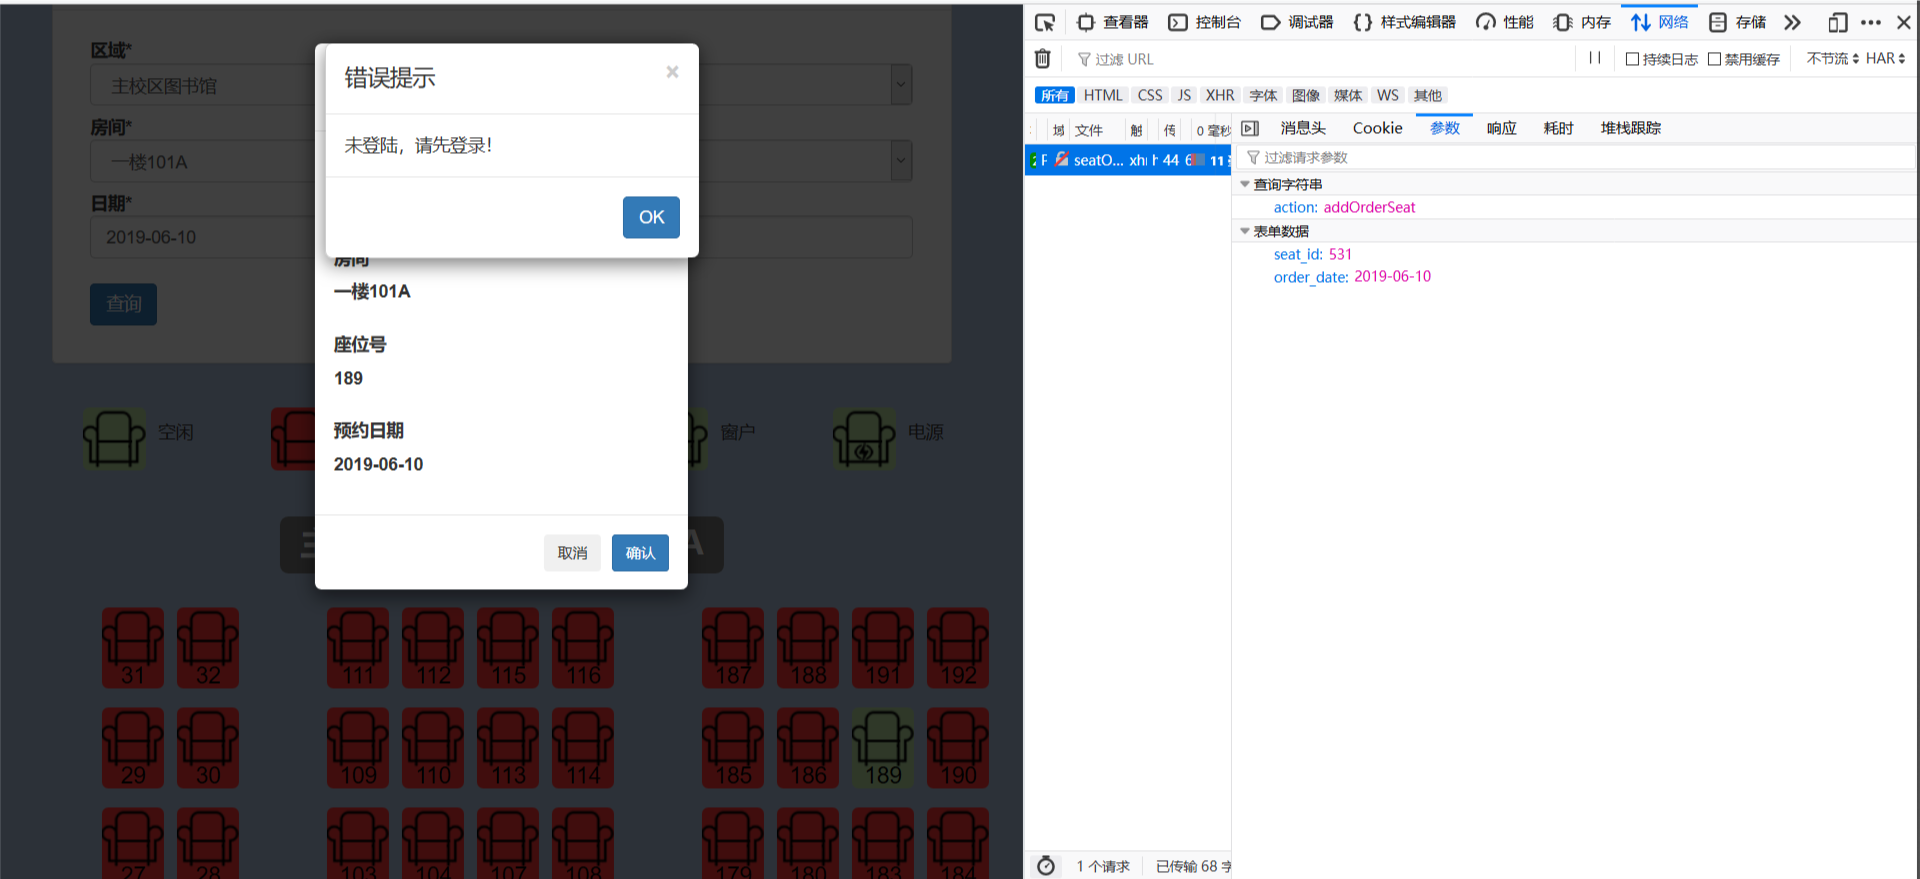 区域*
主校区图书馆
房间*
一楼101A
日期*
2019-06-10
查询
错误提示
×
未登陆，请先登录！
OK
房间
一楼101A
座位号
189
预约日期
2019-06-10
取消
确认
空闲
窗户
电源
A
31 32 111 112 115 116 187 188 191 192
29 30 109 110 113 114 185 186 189 190
27 28 103 104 107 108 179 180 183 184
查看器 控制台 调试器 样式编辑器 性能 内存 网络 存储
过滤 URL
持续日志 禁用缓存 不节流 HAR
所有 HTML CSS JS XHR 字体 图像 媒体 WS 其他
域 文件 触 传 0 毫秒
消息头 Cookie 参数 响应 耗时 堆栈跟踪
seatO... xh h 44 6 11
过滤请求参数
查询字符串
action: addOrderSeat
表单数据
seat_id: 531
order_date: 2019-06-10
1 个请求 已传输 68 字